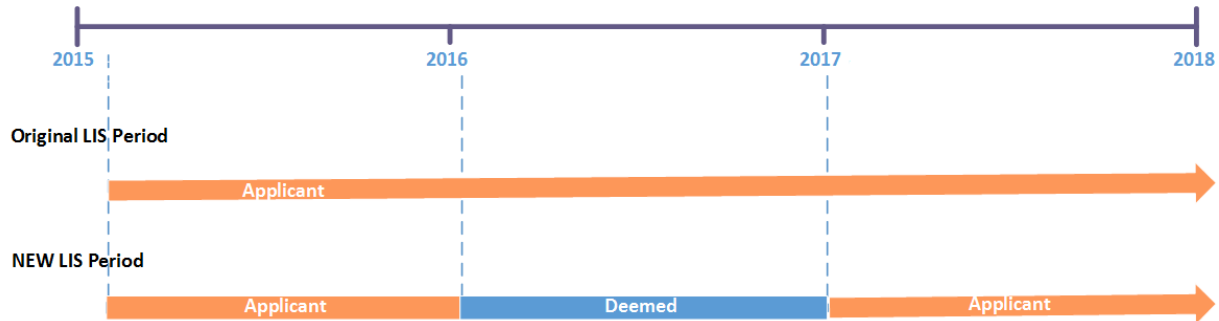 2015 2016 2017 2018
Original LIS Period
Applicant
NEW LIS Period
Applicant Deemed Applicant